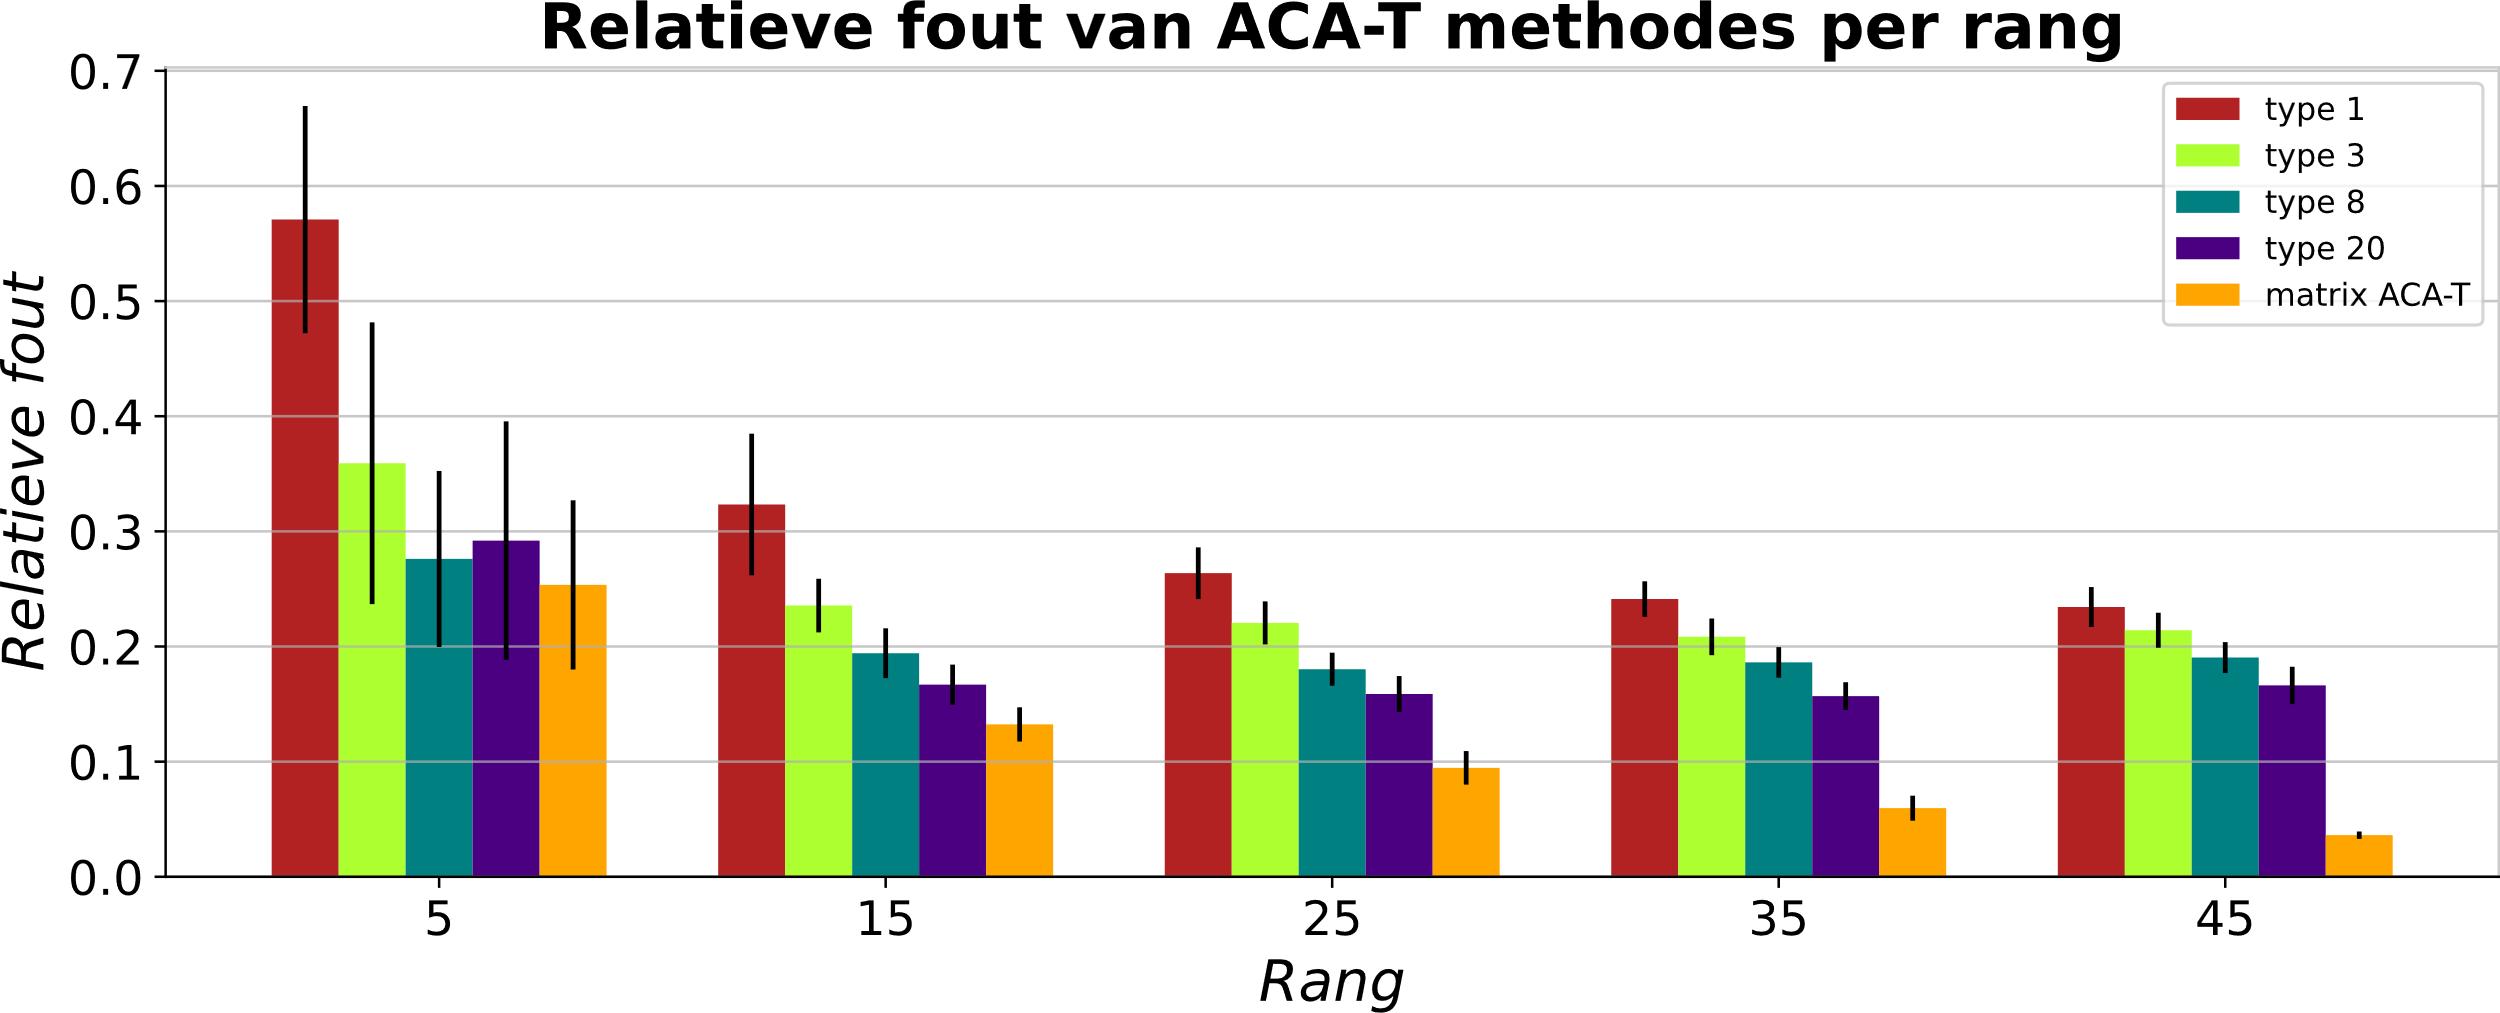 Relatieve fout van ACA-T methodes per rang
Relatieve fout
0.7
0.6
0.5
0.4
0.3
0.2
0.1
0.0
type 1
type 3
type 8
type 20
matrix ACA-T
5 15 25 35 45
Rang